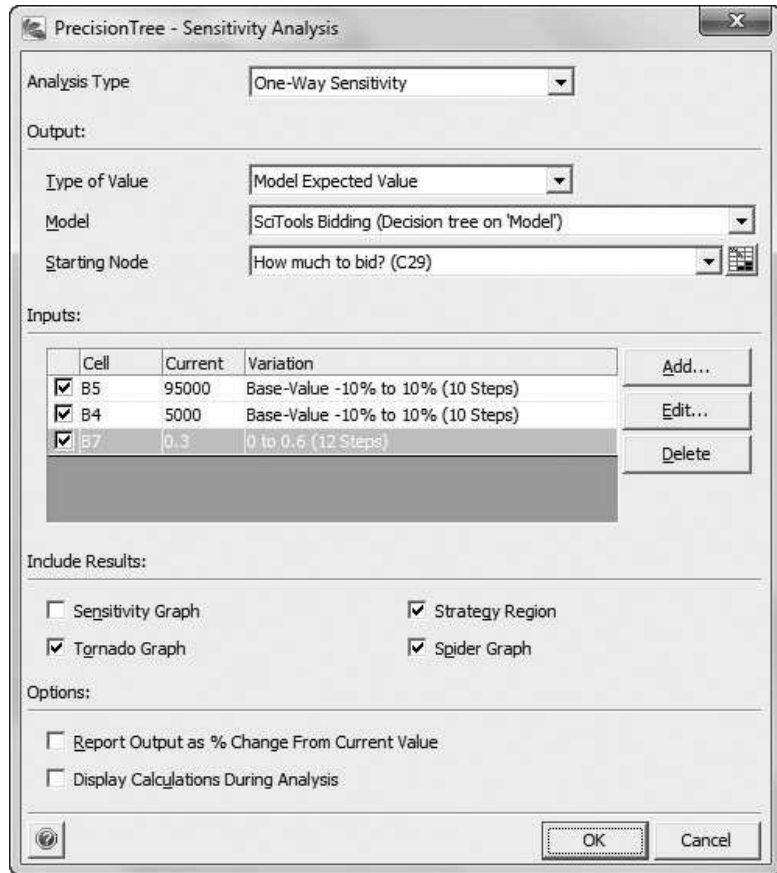 PrecisionTree - Sensitivity Analysis
Analysis Type One-Way Sensitivity
Output:
Type of Value Model Expected Value
Model SciTools Bidding (Decision tree on 'Model')
Starting Node How much to bid? (C29)
Inputs:
Cell Current Variation
B5 95000 Base-Value -10% to 10% (10 Steps)
B4 5000 Base-Value -10% to 10% (10 Steps)
B7 0.3 0 to 0.6 (12 Steps)
Add...
Edit...
Delete
Include Results:
Sensitivity Graph Strategy Region
Tornado Graph Spider Graph
Options:
Report Output as % Change From Current Value
Display Calculations During Analysis
OK Cancel